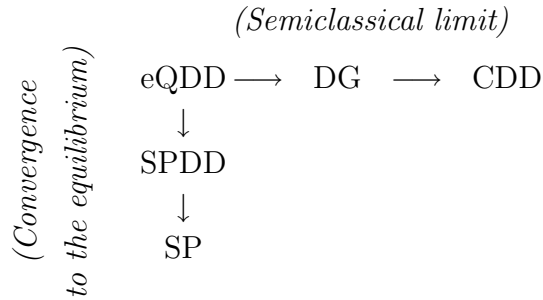 (Semiclassical limit)
(Convergence
to the equilibrium)
eQDD ⟶ DG ⟶ CDD
↓
SPDD
↓
SP